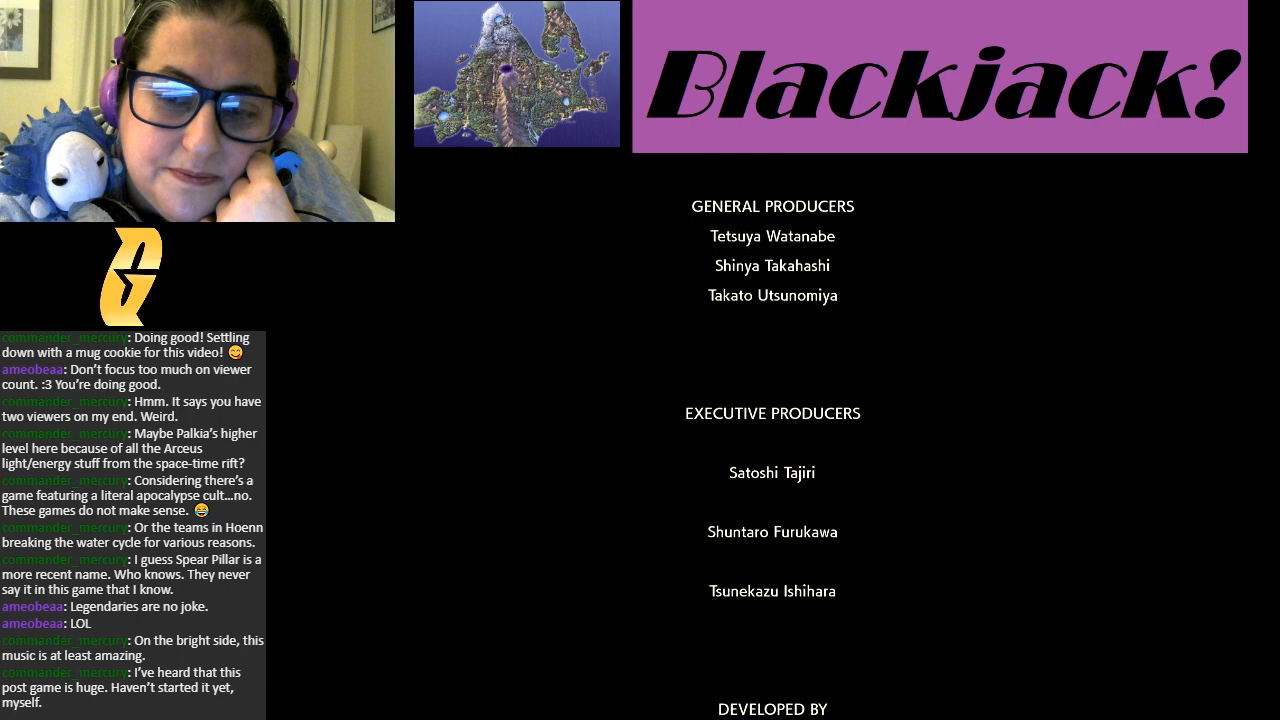 Blackjack!
GENERAL PRODUCERS
Tetsuya Watanabe
Shinya Takahashi
Takato Utsunomiya
EXECUTIVE PRODUCERS
Satoshi Tajiri
Shuntaro Furukawa
Tsunekazu Ishihara
DEVELOPED BY
commander_mercury: Doing good! Settling
down with a mug cookie for this video! 😋
ameobeaa: Don't focus too much on viewer
count. :3 You're doing good.
commander_mercury: Hmm. It says you have
two viewers on my end. Weird.
commander_mercury: Maybe Palkia's higher
level here because of all the Arceus
light/energy stuff from the space-time rift?
commander_mercury: Considering there's a
game featuring a literal apocalypse cult...no.
These games do not make sense. 😂
commander_mercury: Or the teams in Hoenn
breaking the water cycle for various reasons.
commander_mercury: I guess Spear Pillar is a
more recent name. Who knows. They never
say it in this game that I know.
ameobeaa: Legendaries are no joke.
ameobeaa: LOL
commander_mercury: On the bright side, this
music is at least amazing.
commander_mercury: I've heard that this
post game is huge. Haven't started it yet,
myself.